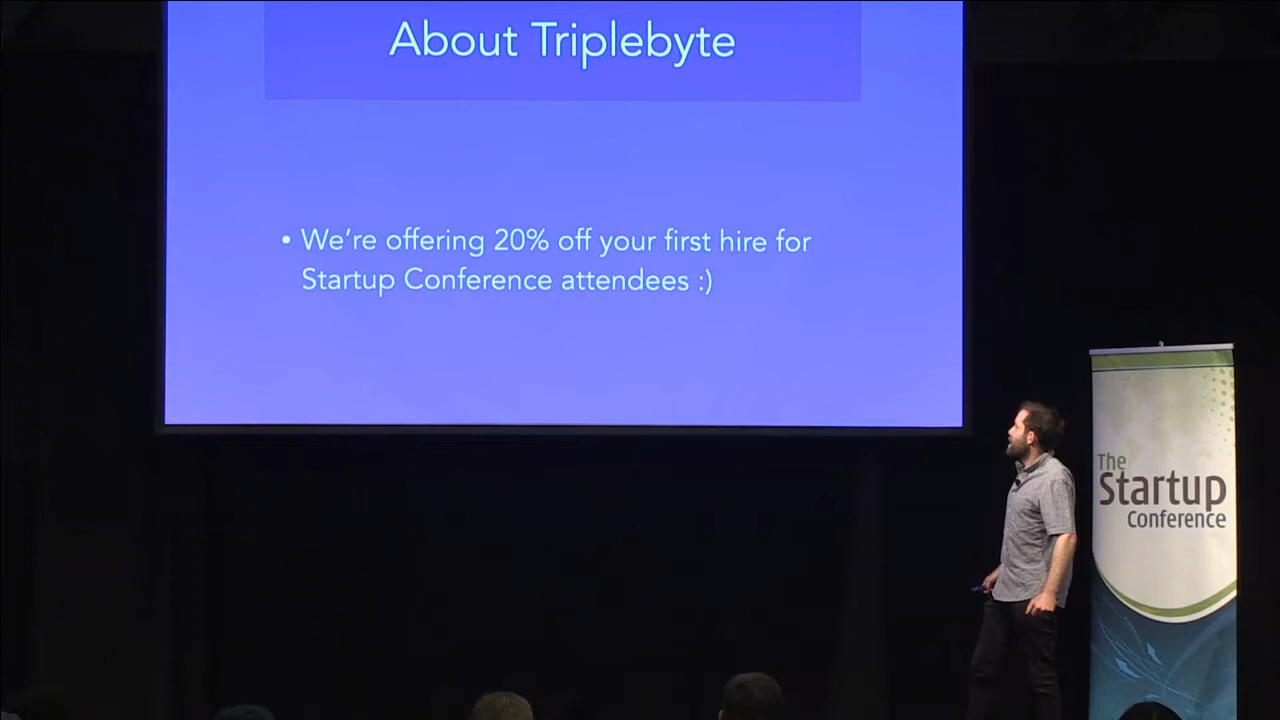 About Triplebyte
• We're offering 20% off your first hire for
Startup Conference attendees :)
The
Startup
Conference